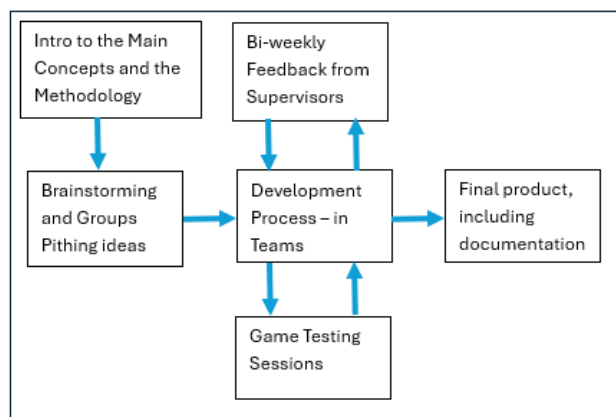 Intro to the Main
Concepts and the
Methodology
Bi-weekly
Feedback from
Supervisors
Brainstorming
and Groups
Pithing ideas
Development
Process – in
Teams
Final product,
including
documentation
Game Testing
Sessions